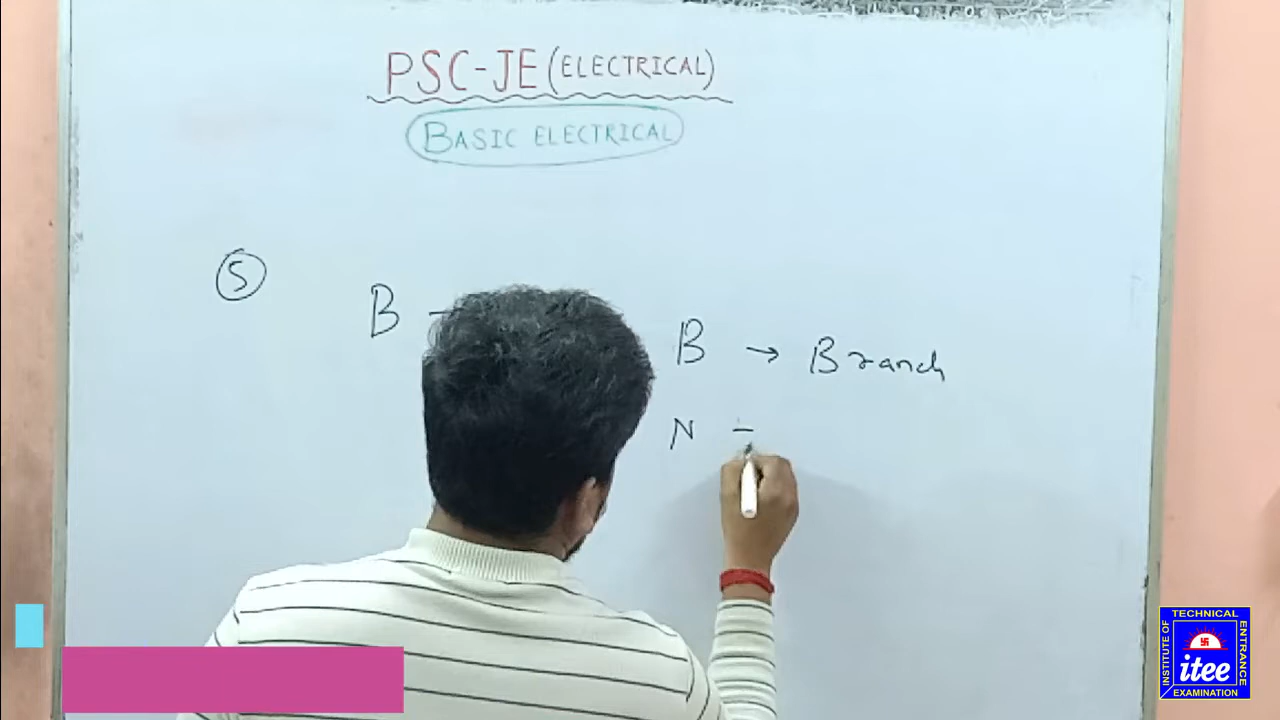 PSC-JE (ELECTRICAL)
BASIC ELECTRICAL
5
B -
B → Branch
N -
INSTITUTE OF TECHNICAL ENTRANCE EXAMINATION
itee